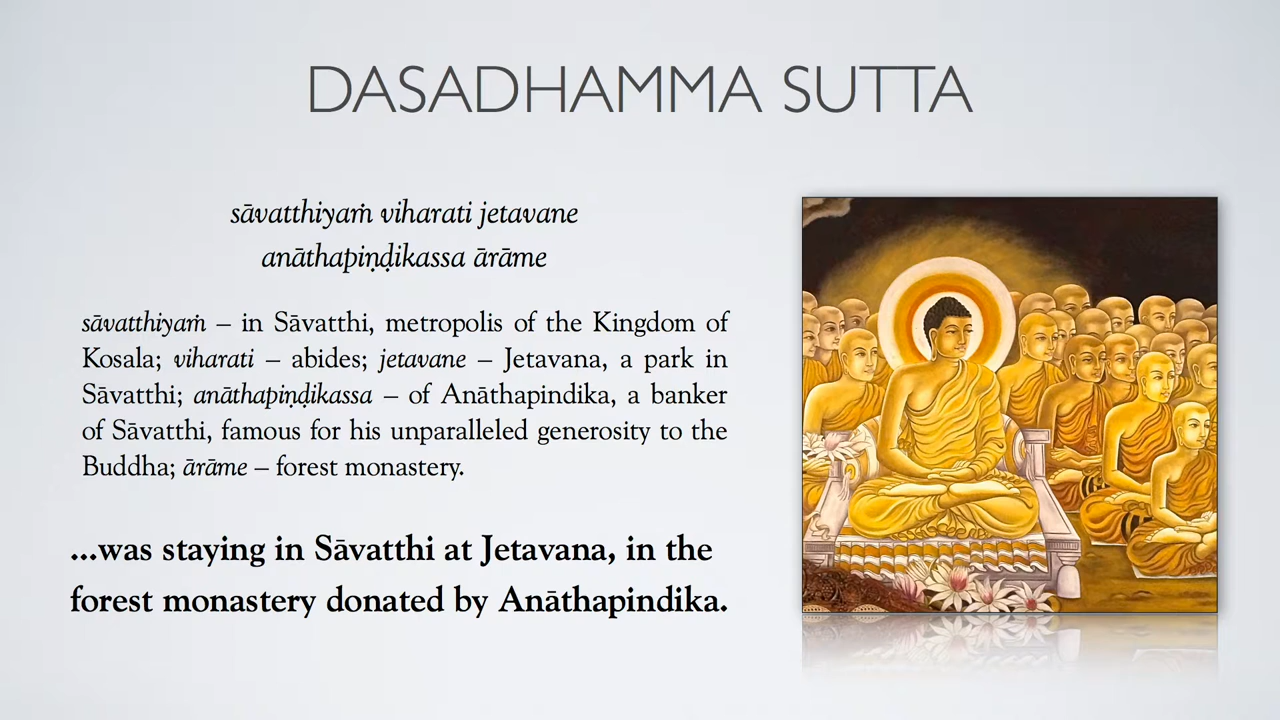 DASADHAMMA SUTTA
sāvatthiyaṁ viharati jetavane
anāthapiṇḍikassa ārāme
sāvatthiyaṁ – in Sāvatthi, metropolis of the Kingdom of
Kosala; viharati – abides; jetavane – Jetavana, a park in
Sāvatthi; anāthapiṇḍikassa – of Anāthapindika, a banker
of Sāvatthi, famous for his unparalleled generosity to the
Buddha; ārāme – forest monastery.
...was staying in Sāvatthi at Jetavana, in the
forest monastery donated by Anāthapindika.